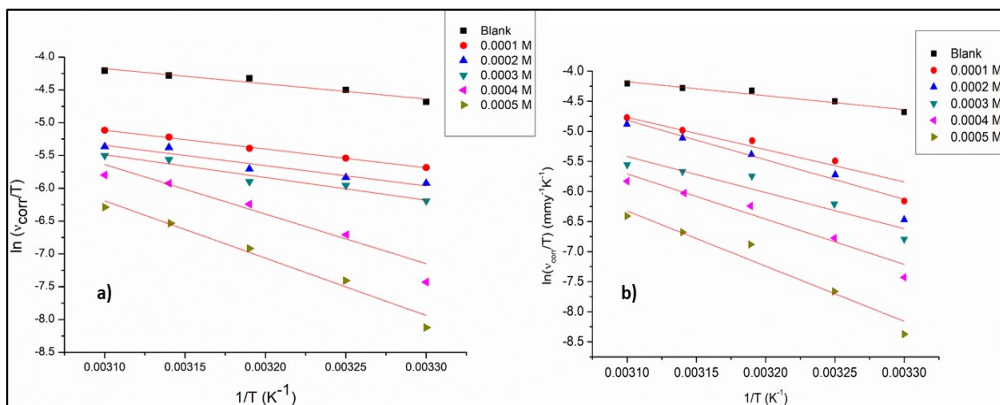 Blank
0.0001 M
0.0002 M
0.0003 M
0.0004 M
0.0005 M
-4.0
-4.5
-5.0
-5.5
-6.0
-6.5
-7.0
-7.5
-8.0
-8.5
ln (νcorr/T)
a)
0.00310
0.00315
0.00320
0.00325
0.00330
1/T (K⁻¹)
Blank
0.0001 M
0.0002 M
0.0003 M
0.0004 M
0.0005 M
-4.0
-4.5
-5.0
-5.5
-6.0
-6.5
-7.0
-7.5
-8.0
-8.5
ln(νcorr/T) (mmy⁻¹K⁻¹)
b)
0.00310
0.00315
0.00320
0.00325
0.00330
1/T (K⁻¹)